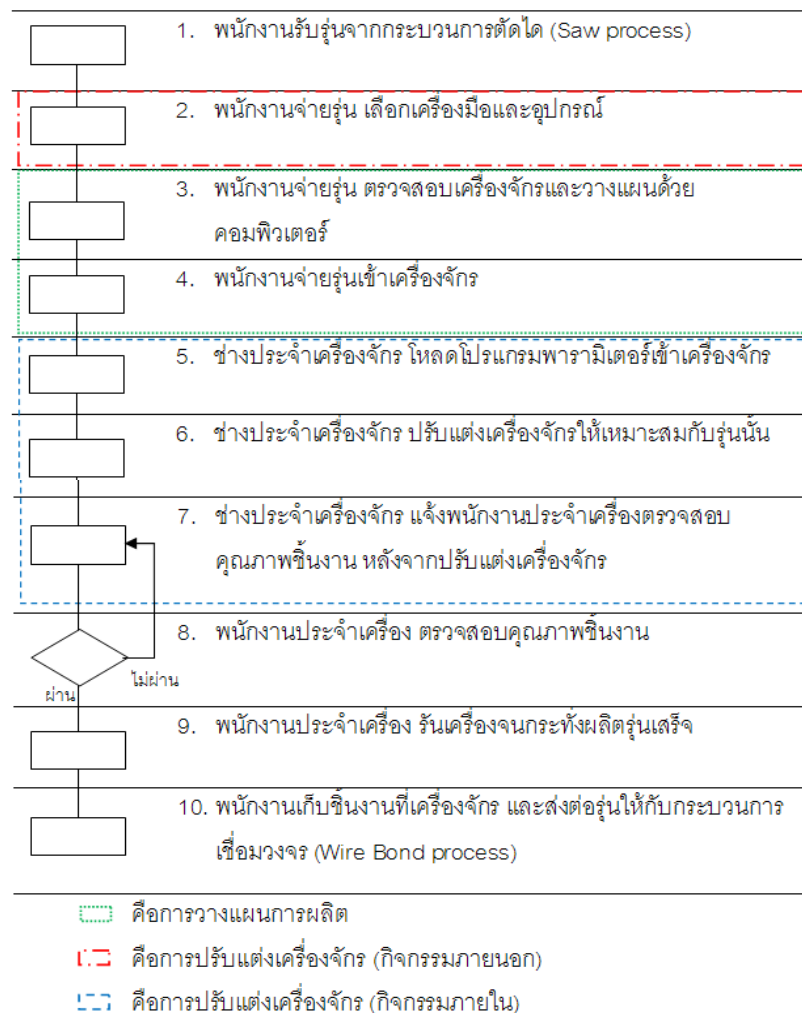 1. พนักงานรับรุ่นจากกระบวนการตัดได (Saw process)
2. พนักงานจ่ายรุ่น เลือกเครื่องมือและอุปกรณ์
3. พนักงานจ่ายรุ่น ตรวจสอบเครื่องจักรและวางแผนด้วย
คอมพิวเตอร์
4. พนักงานจ่ายรุ่นเข้าเครื่องจักร
5. ช่างประจำเครื่องจักร โหลดโปรแกรมพารามิเตอร์เข้าเครื่องจักร
6. ช่างประจำเครื่องจักร ปรับแต่งเครื่องจักรให้เหมาะสมกับรุ่นนั้น
7. ช่างประจำเครื่องจักร แจ้งพนักงานประจำเครื่องตรวจสอบ
คุณภาพชิ้นงาน หลังจากปรับแต่งเครื่องจักร
8. พนักงานประจำเครื่อง ตรวจสอบคุณภาพชิ้นงาน
ไม่ผ่าน
ผ่าน
9. พนักงานประจำเครื่อง รันเครื่องจนกระทั่งผลิตรุ่นเสร็จ
10. พนักงานเก็บชิ้นงานที่เครื่องจักร และส่งต่อรุ่นให้กับกระบวนการ
เชื่อมวงจร (Wire Bond process)
คือการวางแผนการผลิต
คือการปรับแต่งเครื่องจักร (กิจกรรมภายนอก)
คือการปรับแต่งเครื่องจักร (กิจกรรมภายใน)